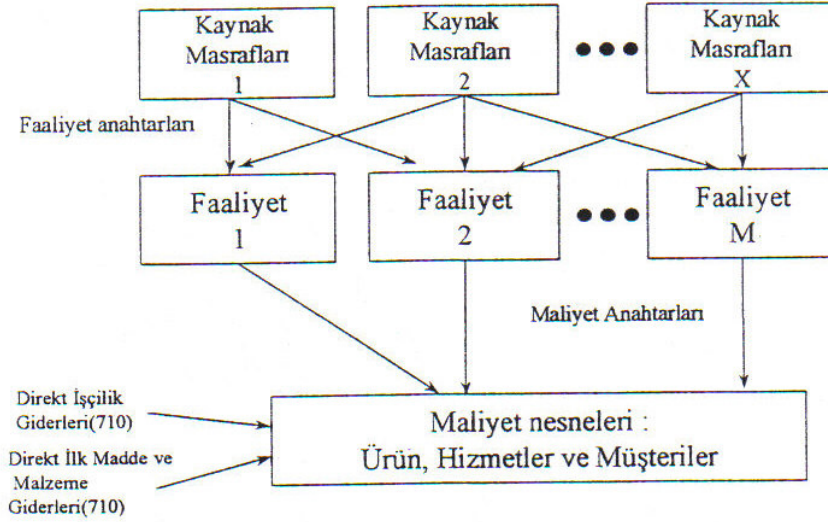 Kaynak
Masrafları
1
Kaynak
Masrafları
2
Kaynak
Masrafları
X
Faaliyet anahtarları
Faaliyet
1
Faaliyet
2
Faaliyet
M
Maliyet Anahtarları
Direkt İşçilik
Giderleri(710)
Direkt İlk Madde ve
Malzeme
Giderleri(710)
Maliyet nesneleri :
Ürün, Hizmetler ve Müşteriler